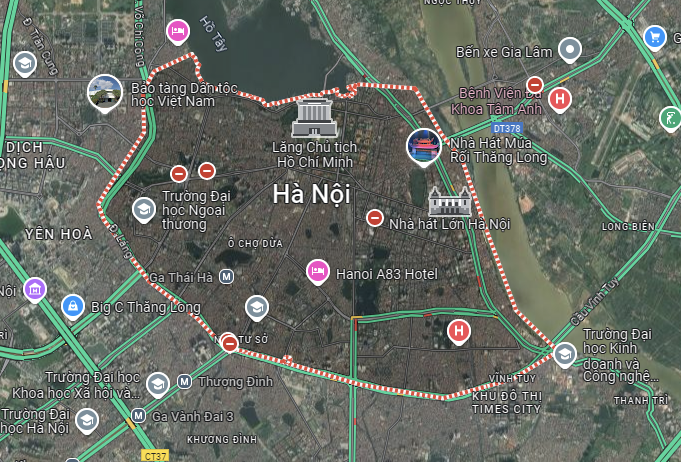 NGỌC THỤY
Đ. Trần Cung
Võ Chí Công
Hồ Tây
Bến xe Gia Lâm
Bảo tàng Dân tộc
học Việt Nam
Bệnh Viện Đa
Khoa Tâm Anh
DT378
DỊCH
ỌNG HẬU
Lăng Chủ tịch
Hồ Chí Minh
Nhà Hát Múa
Rối Thăng Long
Trường Đại
học Ngoại
thương
Hà Nội
Nhà hát Lớn Hà Nội
LONG BIÊN
YÊN HOÀ
Đ. Láng
Ô CHỢ DỪA
Ga Thái Hà
Hanoi A83 Hotel
Nội
Big C Thăng Long
Cầu Vĩnh Tuy
TƯ SỞ
Trường Đại
học Kinh
doanh và
Công nghệ...
Trường Đại học
Khoa học Xã hội và...
Thượng Đình
VĨNH TUY
KHU ĐÔ THỊ
TIMES CITY
THANH TRÌ
Trường Đại
học Hà Nội
Ga Vành Đai 3
KHƯƠNG ĐÌNH
CT37